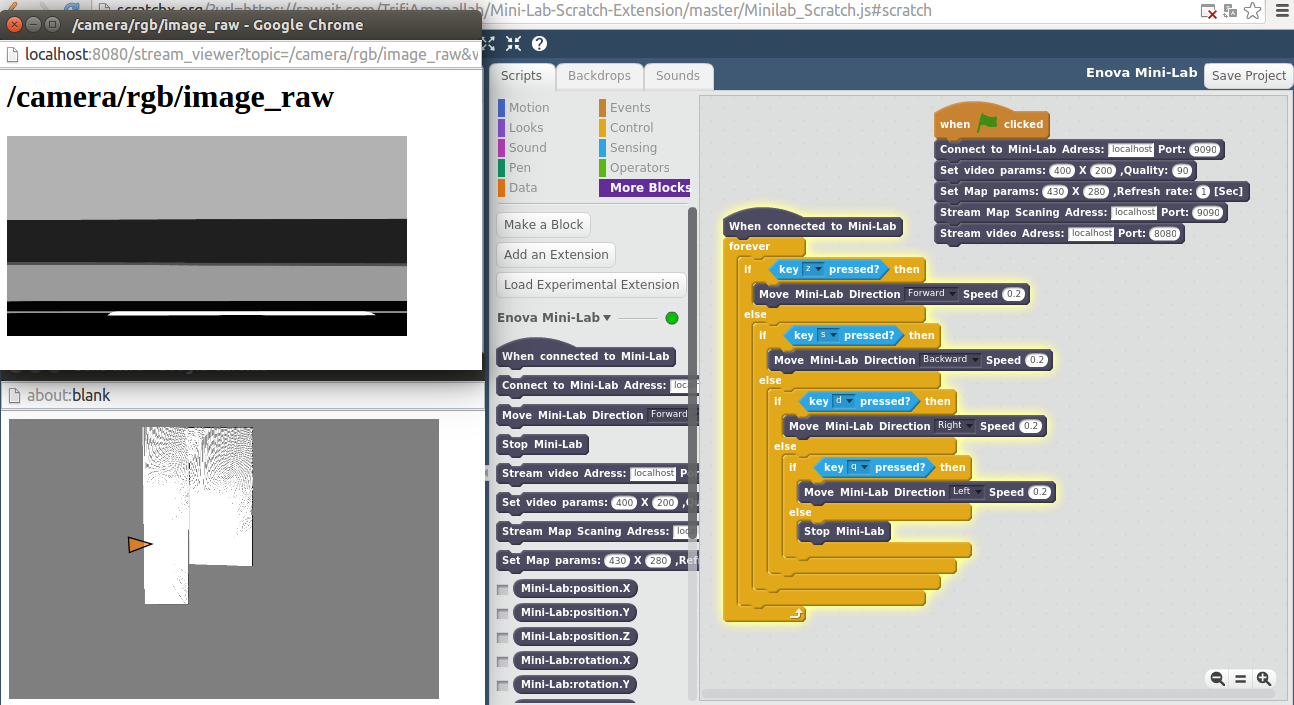 scratchx.org/?url=https://rawgit.com/TrifiAmanallah/Mini-Lab-Scratch-Extension/master/Minilab_Scratch.js#scratch
/camera/rgb/image_raw - Google Chrome
localhost:8080/stream_viewer?topic=/camera/rgb/image_raw&
/camera/rgb/image_raw
about:blank
Scripts Backdrops Sounds
Enova Mini-Lab Save Project
Motion Events
Looks Control
Sound Sensing
Pen Operators
Data More Blocks
Make a Block
Add an Extension
Load Experimental Extension
Enova Mini-Lab
When connected to Mini-Lab
Connect to Mini-Lab Adress:
Move Mini-Lab Direction Forward
Stop Mini-Lab
Stream video Adress: localhost
Set video params: 400 X 200
Stream Map Scaning Adress:
Set Map params: 430 X 280
Mini-Lab:position.X
Mini-Lab:position.Y
Mini-Lab:position.Z
Mini-Lab:rotation.X
Mini-Lab:rotation.Y
when clicked
Connect to Mini-Lab Adress: localhost Port: 9090
Set video params: 400 X 200 ,Quality: 90
Set Map params: 430 X 280 ,Refresh rate: 1 [Sec]
Stream Map Scaning Adress: localhost Port: 9090
Stream video Adress: localhost Port: 8080
When connected to Mini-Lab
forever
if key z pressed? then
Move Mini-Lab Direction Forward Speed 0.2
else
if key s pressed? then
Move Mini-Lab Direction Backward Speed 0.2
else
if key d pressed? then
Move Mini-Lab Direction Right Speed 0.2
else
if key q pressed? then
Move Mini-Lab Direction Left Speed 0.2
else
Stop Mini-Lab